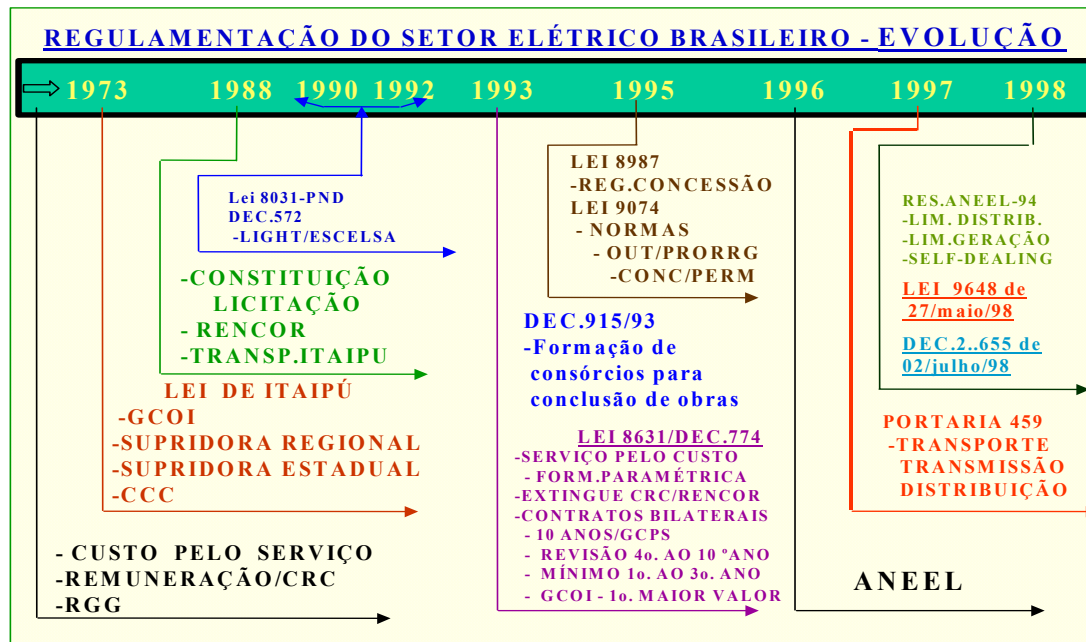 REGULAMENTAÇÃO DO SETOR ELÉTRICO BRASILEIRO - EVOLUÇÃO
1973 1988 1990 1992 1993 1995 1996 1997 1998
- CUSTO PELO SERVIÇO
-REMUNERAÇÃO/CRC
-RGG
LEI DE ITAIPÚ
-GCOI
-SUPRIDORA REGIONAL
-SUPRIDORA ESTADUAL
-CCC
-CONSTITUIÇÃO
LICITAÇÃO
- RENCOR
-TRANSP.ITAIPU
Lei 8031-PND
DEC.572
-LIGHT/ESCELSA
DEC.915/93
-Formação de
consórcios para
conclusão de obras
LEI 8631/DEC.774
-SERVIÇO PELO CUSTO
- FORM.PARAMÉTRICA
-EXTINGUE CRC/RENCOR
-CONTRATOS BILATERAIS
- 10 ANOS/GCPS
- REVISÃO 4o. AO 10 ºANO
- MÍNIMO 1o. AO 3o. ANO
- GCOI - 1o. MAIOR VALOR
LEI 8987
-REG.CONCESSÃO
LEI 9074
- NORMAS
- OUT/PRORRG
-CONC/PERM
ANEEL
PORTARIA 459
-TRANSPORTE
TRANSMISSÃO
DISTRIBUIÇÃO
RES.ANEEL-94
-LIM. DISTRIB.
-LIM.GERAÇÃO
-SELF-DEALING
LEI 9648 de
27/maio/98
DEC.2..655 de
02/julho/98